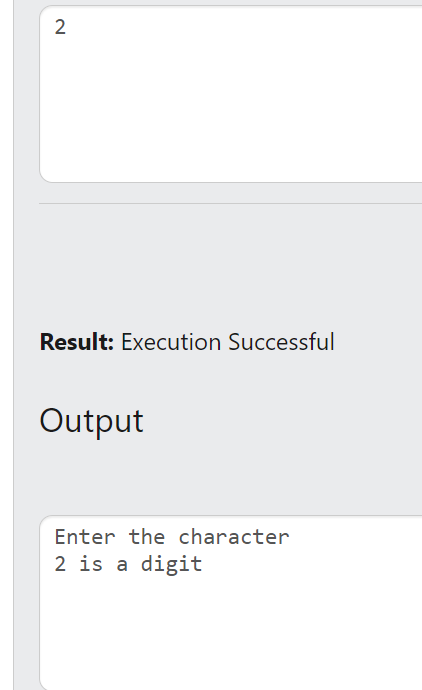 2
Result: Execution Successful
Output
Enter the character
2 is a digit